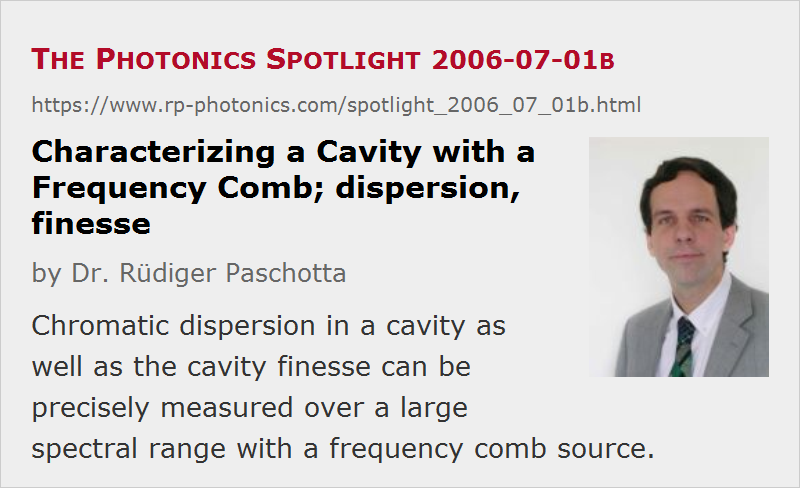 THE PHOTONICS SPOTLIGHT 2006-07-01B
https://www.rp-photonics.com/spotlight_2006_07_01b.html
Characterizing a Cavity with a
Frequency Comb; dispersion,
finesse
by Dr. Rüdiger Paschotta
Chromatic dispersion in a cavity as
well as the cavity finesse can be
precisely measured over a large
spectral range with a frequency comb source.